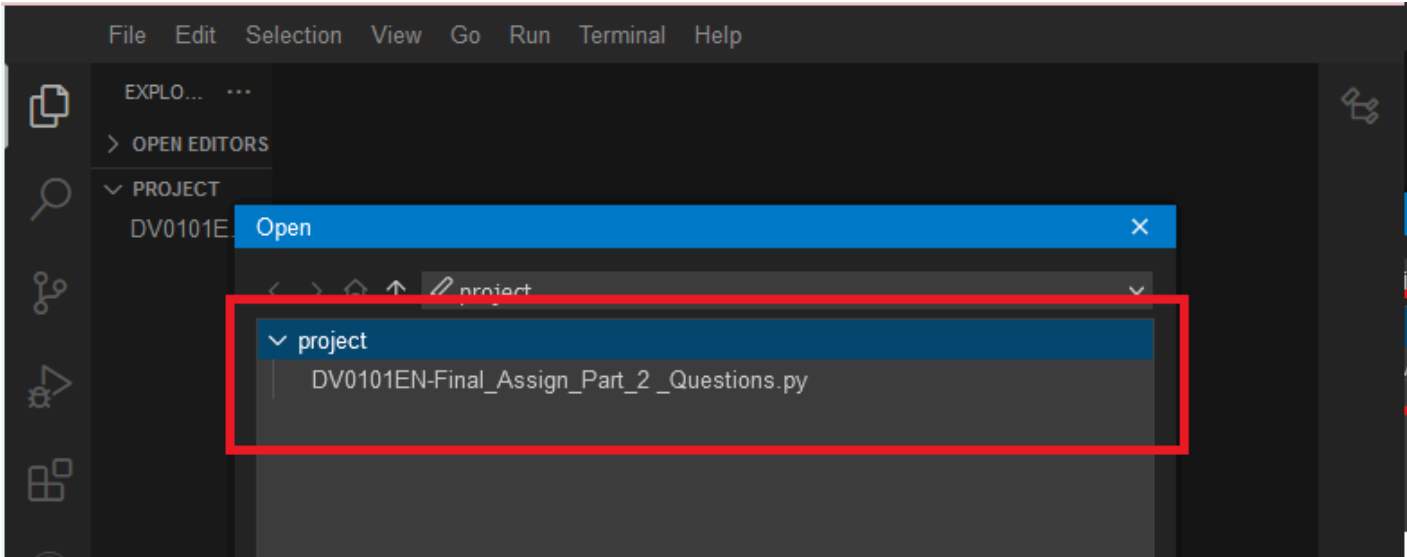 File Edit Selection View Go Run Terminal Help
EXPLO... ...
OPEN EDITORS
PROJECT
DV0101E.
Open
project
project
DV0101EN-Final_Assign_Part_2 _Questions.py